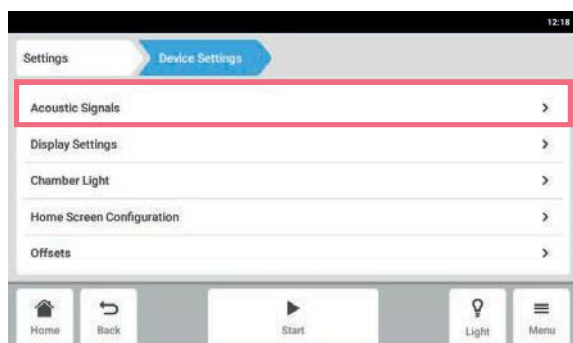 12:18
Settings Device Settings
Acoustic Signals
Display Settings
Chamber Light
Home Screen Configuration
Offsets
Home Back Start Light Menu